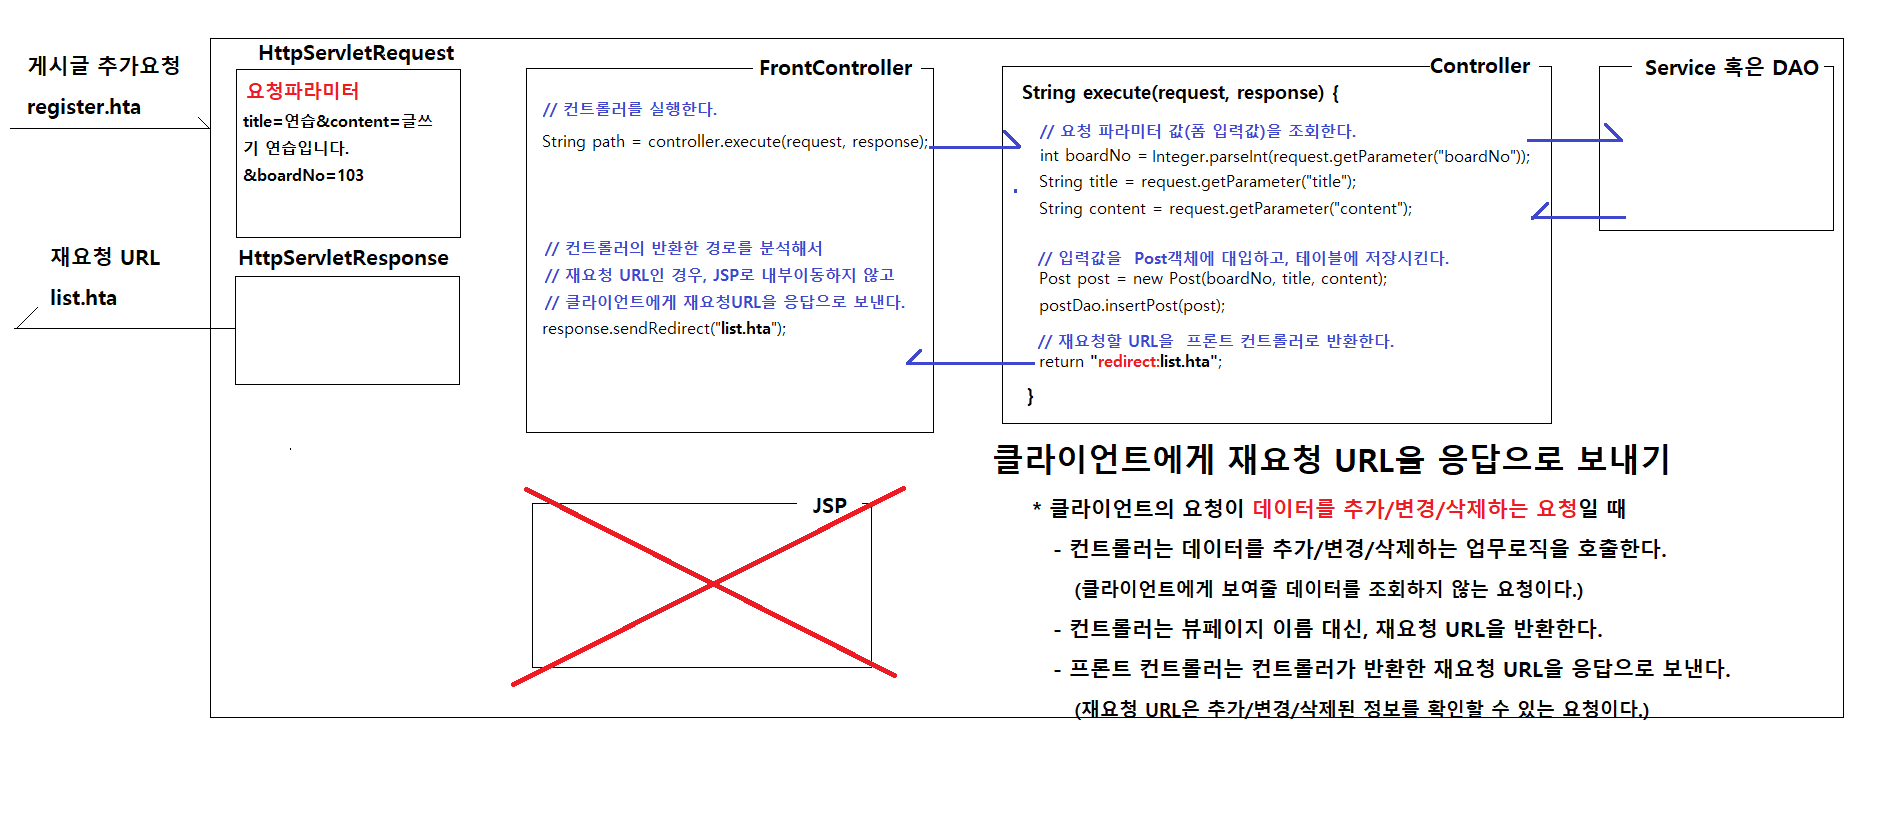 게시글 추가요청
register.hta
재요청 URL
list.hta
HttpServletRequest
요청파라미터
title=연습&content=글쓰
기 연습입니다.
&boardNo=103
HttpServletResponse
FrontController
// 컨트롤러를 실행한다.
String path = controller.execute(request, response);
// 컨트롤러의 반환한 경로를 분석해서
// 재요청 URL인 경우, JSP로 내부이동하지 않고
// 클라이언트에게 재요청URL을 응답으로 보낸다.
response.sendRedirect("list.hta");
Controller
String execute(request, response) {
// 요청 파라미터 값(폼 입력값)을 조회한다.
int boardNo = Integer.parseInt(request.getParameter("boardNo"));
String title = request.getParameter("title");
String content = request.getParameter("content");
// 입력값을 Post객체에 대입하고, 테이블에 저장시킨다.
Post post = new Post(boardNo, title, content);
postDao.insertPost(post);
// 재요청할 URL을 프론트 컨트롤러로 반환한다.
return "redirect:list.hta";
}
Service 혹은 DAO
JSP
클라이언트에게 재요청 URL을 응답으로 보내기
* 클라이언트의 요청이 데이터를 추가/변경/삭제하는 요청일 때
- 컨트롤러는 데이터를 추가/변경/삭제하는 업무로직을 호출한다.
(클라이언트에게 보여줄 데이터를 조회하지 않는 요청이다.)
- 컨트롤러는 뷰페이지 이름 대신, 재요청 URL을 반환한다.
- 프론트 컨트롤러는 컨트롤러가 반환한 재요청 URL을 응답으로 보낸다.
(재요청 URL은 추가/변경/삭제된 정보를 확인할 수 있는 요청이다.)